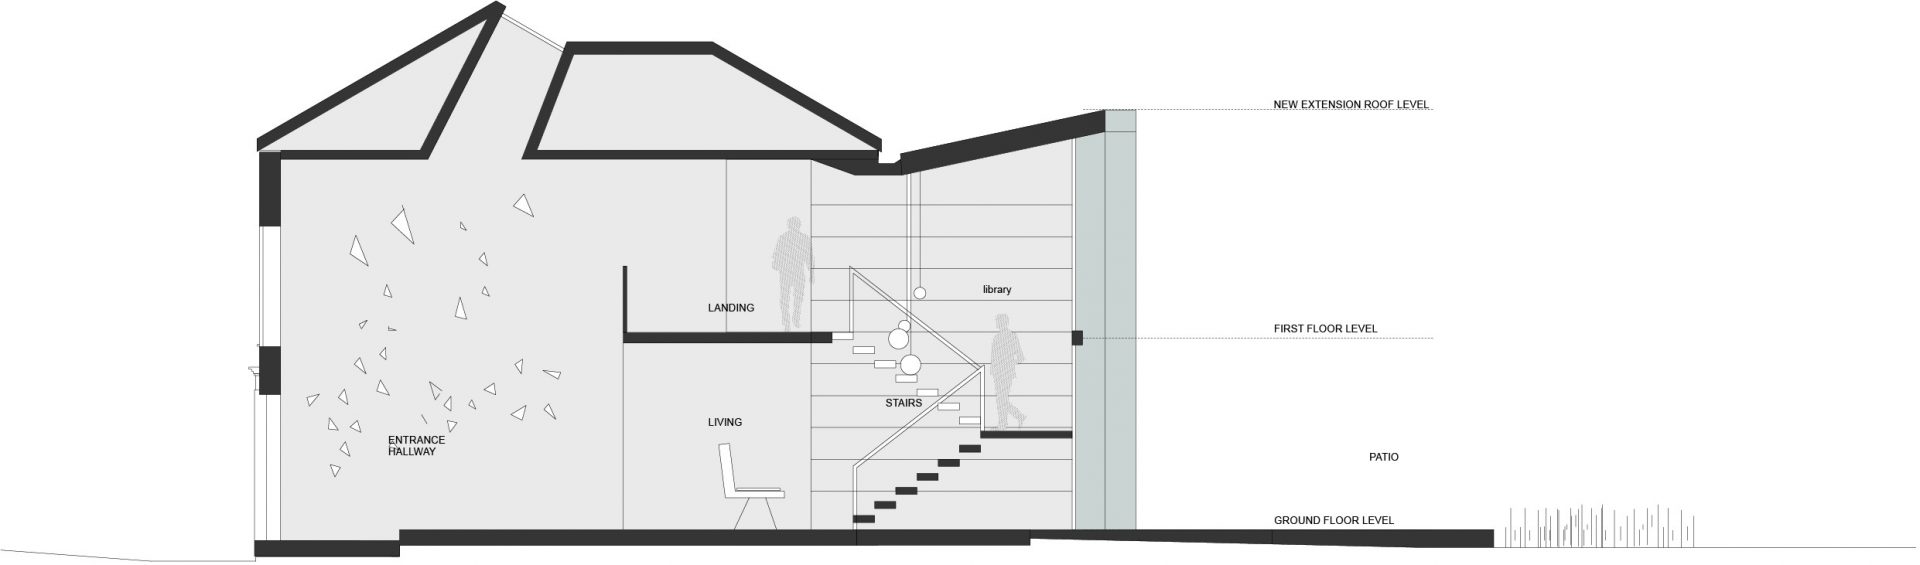 NEW EXTENSION ROOF LEVEL
library
LANDING
FIRST FLOOR LEVEL
STAIRS
LIVING
ENTRANCE
HALLWAY
PATIO
GROUND FLOOR LEVEL